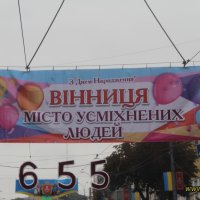 З Днем Народження!
ВІННИЦЯ
МІСТО УСМІХНЕНИХ
ЛЮДЕЙ
655